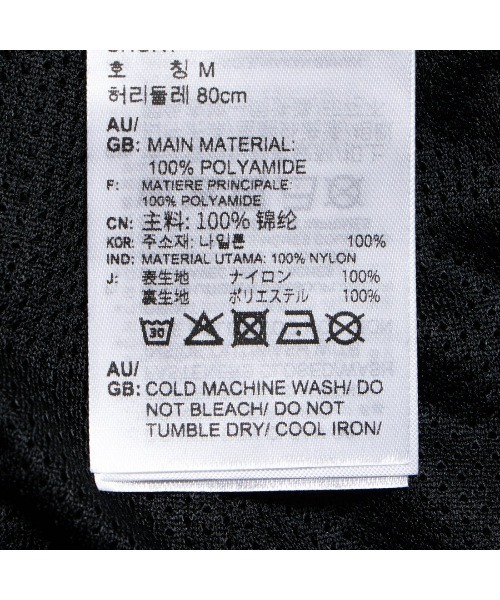 호 칭 M
허리둘레 80cm
AU/
GB: MAIN MATERIAL:
100% POLYAMIDE
F: MATIERE PRINCIPALE:
100% POLYAMIDE
CN: 主料: 100% 锦纶
KOR: 주소재: 나일론 100%
IND: MATERIAL UTAMA: 100% NYLON
J: 表生地 ナイロン 100%
裏生地 ポリエステル 100%
30
AU/
GB: COLD MACHINE WASH/ DO
NOT BLEACH/ DO NOT
TUMBLE DRY/ COOL IRON/